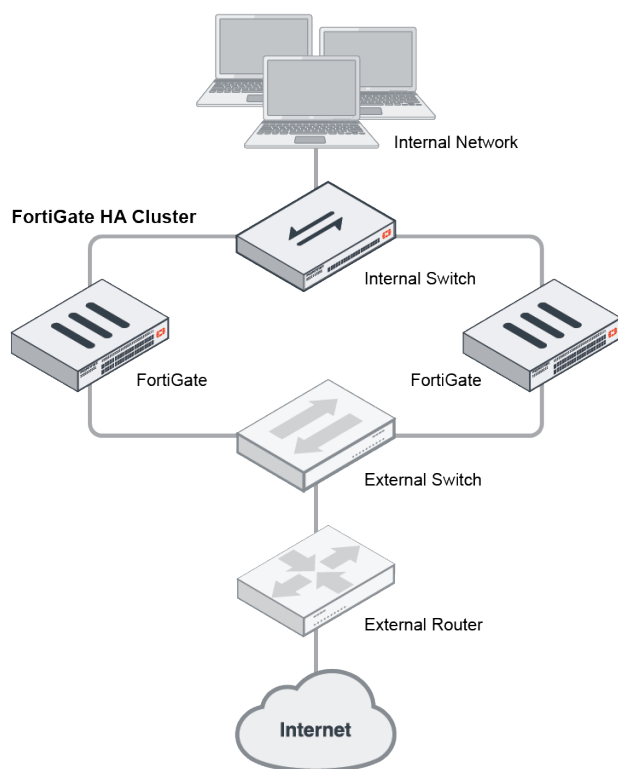 Internal Network
FortiGate HA Cluster
Internal Switch
FortiGate
FortiGate
External Switch
External Router
Internet